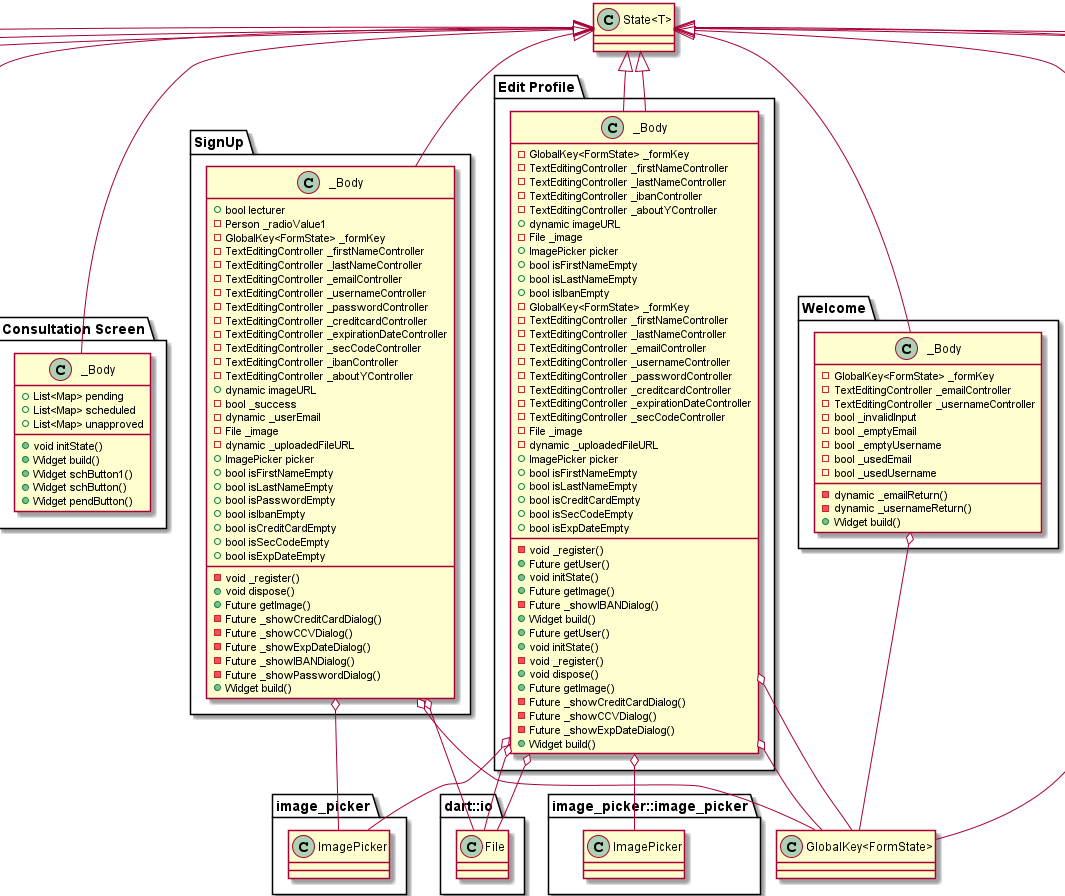 C State<T>
Edit Profile
C _Body
GlobalKey<FormState> _formKey
TextEditingController _firstNameController
TextEditingController _lastNameController
TextEditingController _ibanController
TextEditingController _aboutYController
dynamic imageURL
File _image
ImagePicker picker
bool isFirstNameEmpty
bool isLastNameEmpty
bool isIbanEmpty
GlobalKey<FormState> _formKey
TextEditingController _firstNameController
TextEditingController _lastNameController
TextEditingController _emailController
TextEditingController _usernameController
TextEditingController _passwordController
TextEditingController _creditcardController
TextEditingController _expirationDateController
TextEditingController _secCodeController
File _image
dynamic _uploadedFileURL
ImagePicker picker
bool isFirstNameEmpty
bool isLastNameEmpty
bool isCreditCardEmpty
bool isSecCodeEmpty
bool isExpDateEmpty
void _register()
Future getUser()
void initState()
Future getImage()
Future _showIBANDialog()
Widget build()
Future getUser()
void initState()
void _register()
void dispose()
Future getImage()
Future _showCreditCardDialog()
Future _showCCVDialog()
Future _showExpDateDialog()
Widget build()
SignUp
C _Body
bool lecturer
Person _radioValue1
GlobalKey<FormState> _formKey
TextEditingController _firstNameController
TextEditingController _lastNameController
TextEditingController _emailController
TextEditingController _usernameController
TextEditingController _passwordController
TextEditingController _creditcardController
TextEditingController _expirationDateController
TextEditingController _secCodeController
TextEditingController _ibanController
TextEditingController _aboutYController
dynamic imageURL
bool _success
dynamic _userEmail
File _image
dynamic _uploadedFileURL
ImagePicker picker
bool isFirstNameEmpty
bool isLastNameEmpty
bool isPasswordEmpty
bool isIbanEmpty
bool isCreditCardEmpty
bool isSecCodeEmpty
bool isExpDateEmpty
void _register()
void dispose()
Future getImage()
Future _showCreditCardDialog()
Future _showCCVDialog()
Future _showExpDateDialog()
Future _showIBANDialog()
Future _showPasswordDialog()
Widget build()
Consultation Screen
C _Body
List<Map> pending
List<Map> scheduled
List<Map> unapproved
void initState()
Widget build()
Widget schButton1()
Widget schButton()
Widget pendButton()
Welcome
C _Body
GlobalKey<FormState> _formKey
TextEditingController _emailController
TextEditingController _usernameController
bool _invalidInput
bool _emptyEmail
bool _emptyUsername
bool _usedEmail
bool _usedUsername
dynamic _emailReturn()
dynamic _usernameReturn()
Widget build()
image_picker
C ImagePicker
dart::io
C File
image_picker::image_picker
C ImagePicker
C GlobalKey<FormState>